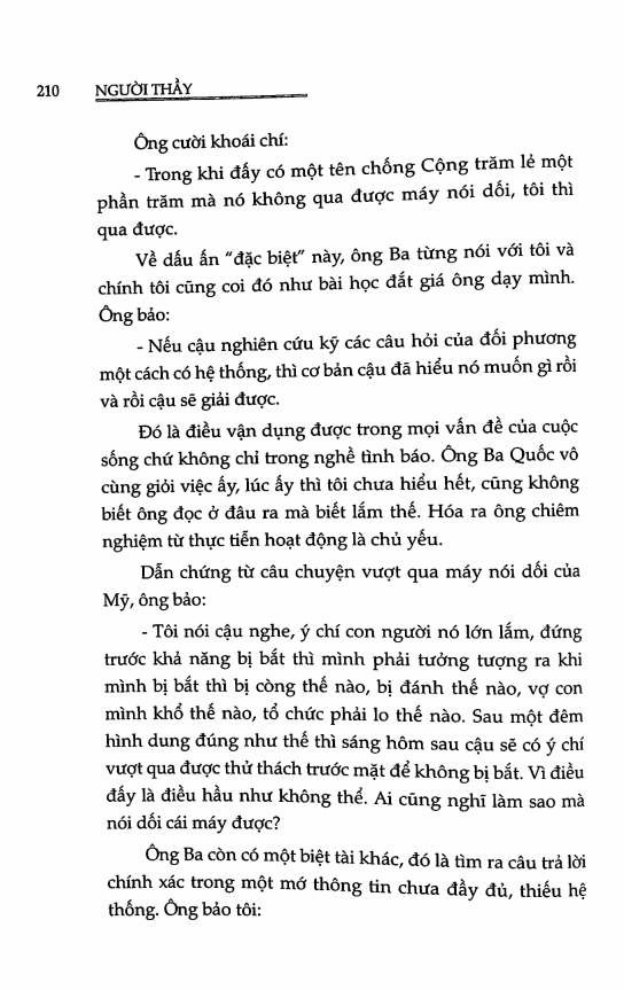 210 NGƯỜI THẦY
Ông cười khoái chí:
- Trong khi đấy có một tên chống Cộng trăm lẻ một
phần trăm mà nó không qua được máy nói dối, tôi thì
qua được.
Về dấu ấn “đặc biệt” này, ông Ba từng nói với tôi và
chính tôi cũng coi đó như bài học đắt giá ông dạy mình.
Ông bảo:
- Nếu cậu nghiên cứu kỹ các câu hỏi của đối phương
một cách có hệ thống, thì cơ bản cậu đã hiểu nó muốn gì rồi
và rồi cậu sẽ giải được.
Đó là điều vận dụng được trong mọi vấn đề của cuộc
sống chứ không chỉ trong nghề tình báo. Ông Ba Quốc vô
cùng giỏi việc ấy, lúc ấy thì tôi chưa hiểu hết, cũng không
biết ông đọc ở đâu ra mà biết lắm thế. Hóa ra ông chiêm
nghiệm từ thực tiễn hoạt động là chủ yếu.
Dẫn chứng từ câu chuyện vượt qua máy nói dối của
Mỹ, ông bảo:
- Tôi nói cậu nghe, ý chí con người nó lớn lắm, đứng
trước khả năng bị bắt thì mình phải tưởng tượng ra khi
mình bị bắt thì bị còng thế nào, bị đánh thế nào, vợ con
mình khổ thế nào, tổ chức phải lo thế nào. Sau một đêm
hình dung đúng như thế thì sáng hôm sau cậu sẽ có ý chí
vượt qua được thử thách trước mặt để không bị bắt. Vì điều
đấy là điều hầu như không thể. Ai cũng nghĩ làm sao mà
nói dối cái máy được?
Ông Ba còn có một biệt tài khác, đó là tìm ra câu trả lời
chính xác trong một mớ thông tin chưa đầy đủ, thiếu hệ
thống. Ông bảo tôi: